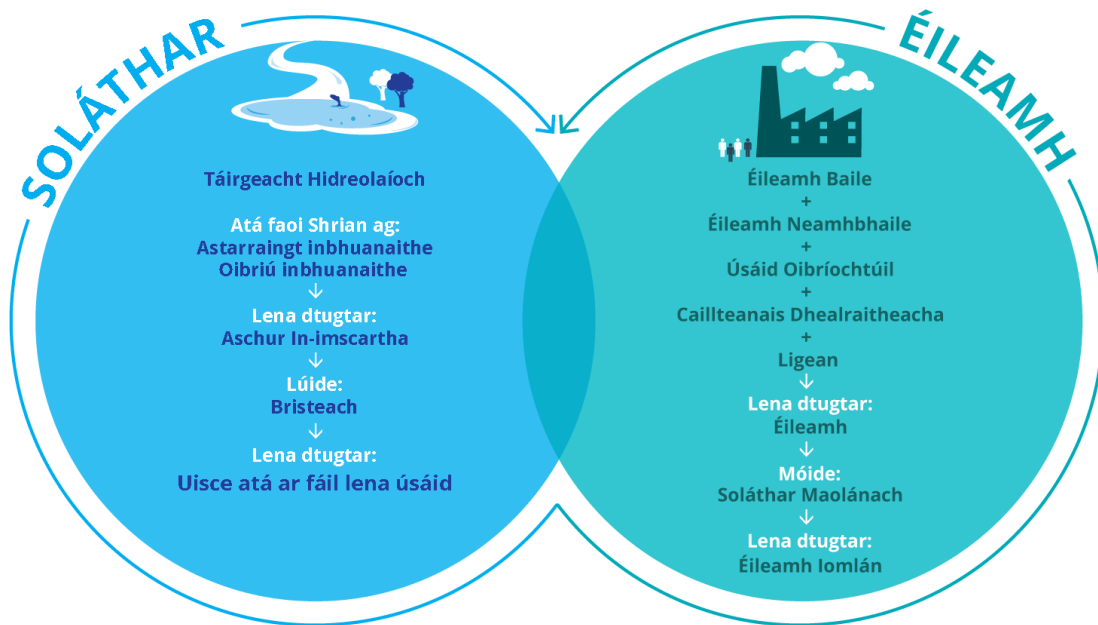 SOLÁTHAR
Táirgeacht Hidreolaíoch
Atá faoi Shrian ag:
Astarraingt inbhuanaithe
Oibriú inbhuanaithe
↓
Lena dtugtar:
Aschur In-imscartha
↓
Lúide:
Bristeach
↓
Lena dtugtar:
Uisce atá ar fáil lena úsáid
ÉILEAMH
Éileamh Baile
+
Éileamh Neamhbhaile
+
Úsáid Oibríochtúil
+
Caillteanais Dhealraitheacha
+
Ligean
↓
Lena dtugtar:
Éileamh
↓
Móide:
Soláthar Maolánach
↓
Lena dtugtar:
Éileamh Iomlán